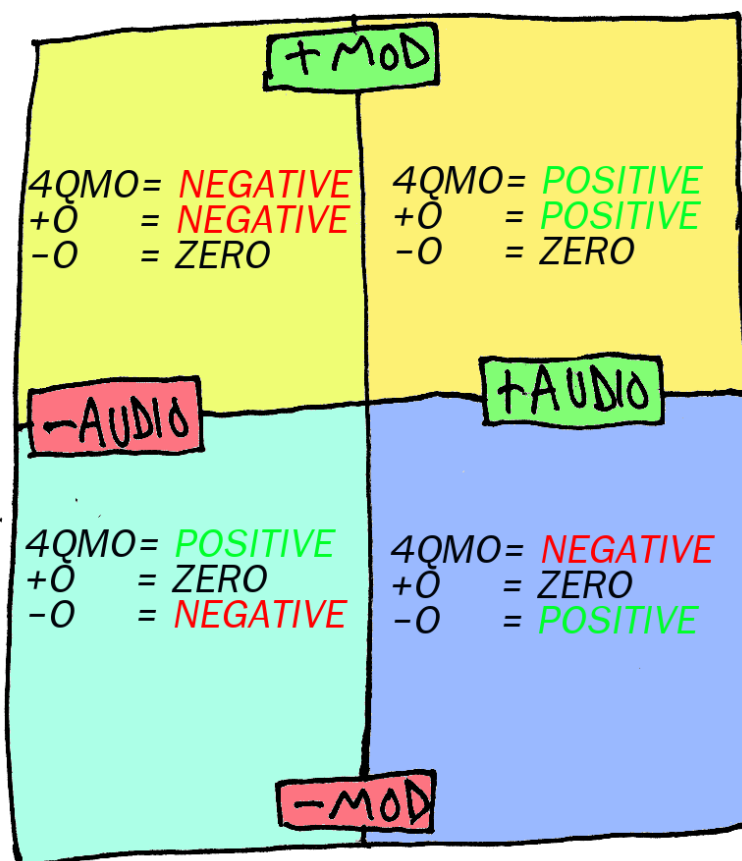 +MOD
4QMO= NEGATIVE
+O = NEGATIVE
-O = ZERO
4QMO= POSITIVE
+O = POSITIVE
-O = ZERO
-AUDIO
+AUDIO
4QMO= POSITIVE
+O = ZERO
-O = NEGATIVE
4QMO= NEGATIVE
+O = ZERO
-O = POSITIVE
-MOD